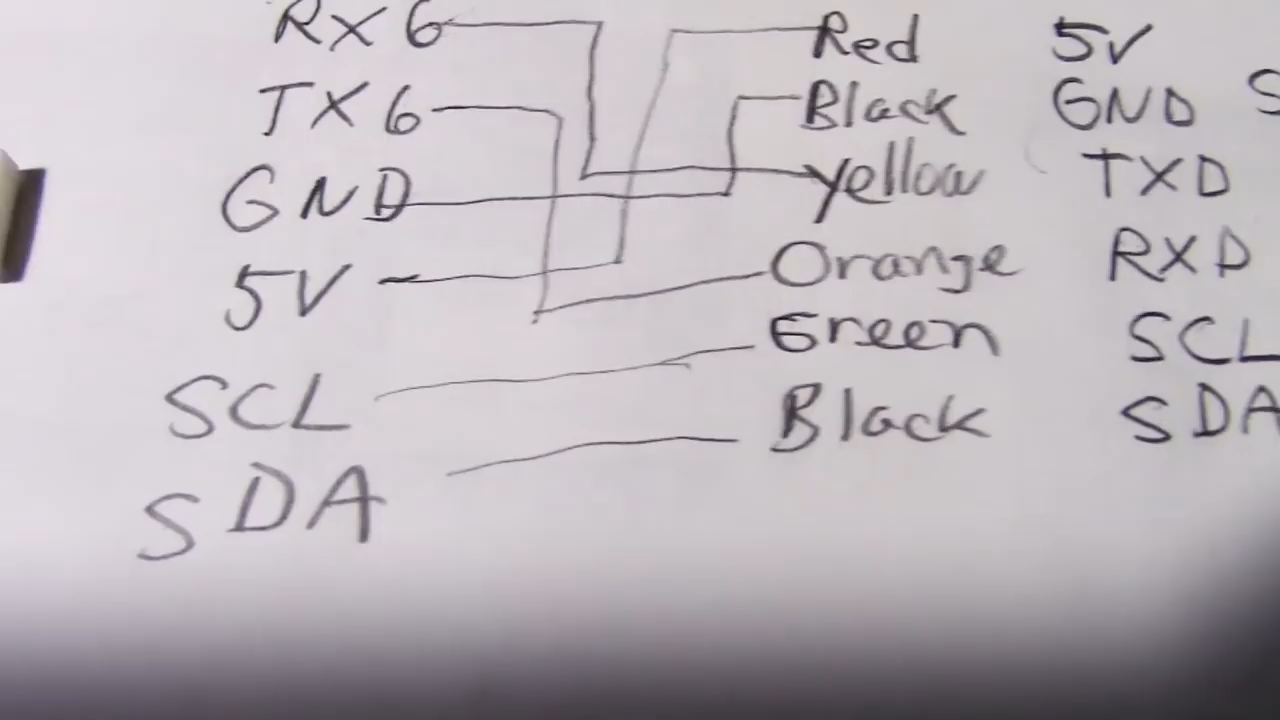 RX6 Red 5V
TX6 Black GND
GND Yellow TXD
5V Orange RXD
SCL Green SCL
SDA Black SDA